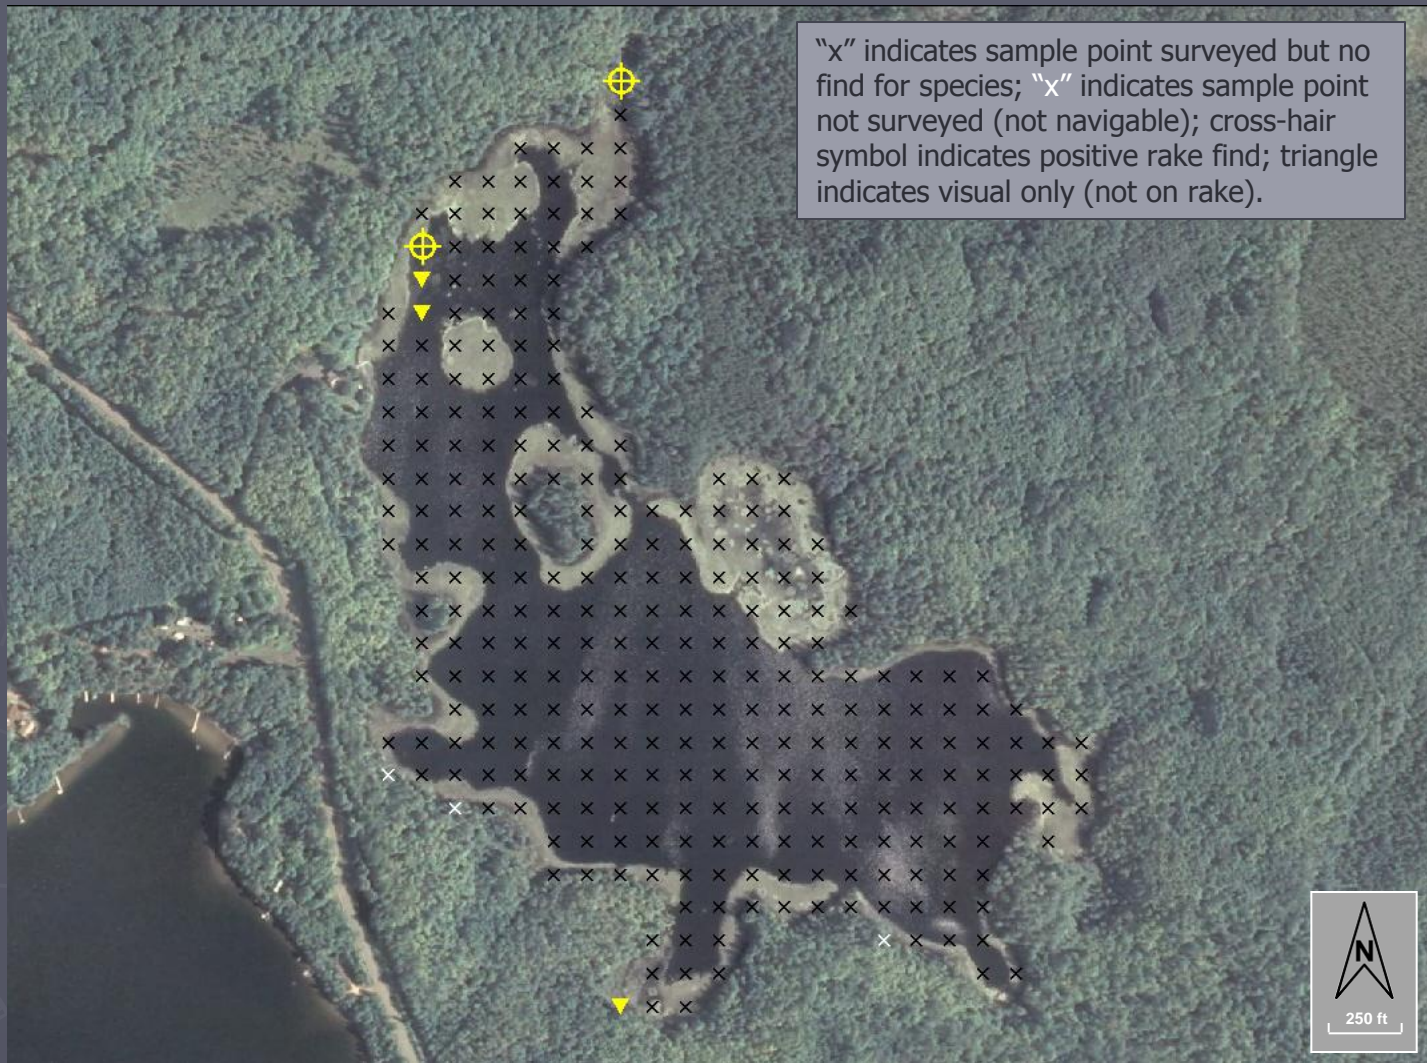 “x” indicates sample point surveyed but no
find for species; “x” indicates sample point
not surveyed (not navigable); cross-hair
symbol indicates positive rake find; triangle
indicates visual only (not on rake).
N
250 ft